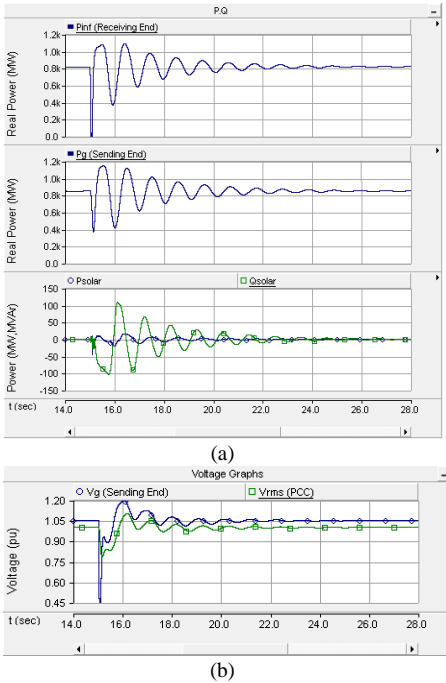 P.Q
Pinf (Receiving End)
1.2k
1.0k
0.8k
0.6k
0.4k
0.2k
0.0
Real Power (MW)
Pg (Sending End)
1.2k
1.0k
0.8k
0.6k
0.4k
0.2k
0.0
Real Power (MW)
Psolar Qsolar
150
100
50
0
-50
-100
-150
Power (MW,MVAr)
t (sec) 14.0 16.0 18.0 20.0 22.0 24.0 26.0 28.0
(a)
Voltage Graphs
Vg (Sending End) Vrms (PCC)
1.20
1.05
0.90
0.75
0.60
0.45
Voltage (pu)
t (sec) 14.0 16.0 18.0 20.0 22.0 24.0 26.0 28.0
(b)